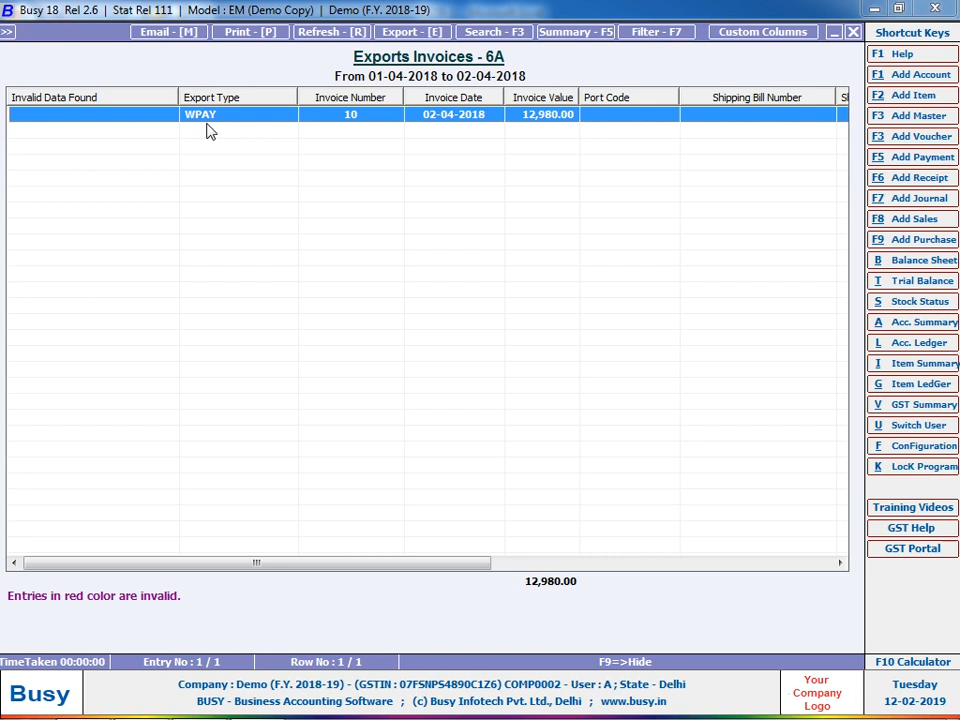 B Busy 18 Rel 2.6 | Stat Rel 111 | Model : EM (Demo Copy) | Demo (F.Y. 2018-19)
>> Email - [M] Print - [P] Refresh - [R] Export - [E] Search - F3 Summary - F5 Filter - F7 Custom Columns
Shortcut Keys
Exports Invoices - 6A
From 01-04-2018 to 02-04-2018
Invalid Data Found Export Type Invoice Number Invoice Date Invoice Value Port Code Shipping Bill Number
WPAY 10 02-04-2018 12,980.00
12,980.00
Entries in red color are invalid.
F1 Help
F1 Add Account
F2 Add Item
F3 Add Master
F3 Add Voucher
F5 Add Payment
F6 Add Receipt
F7 Add Journal
F8 Add Sales
F9 Add Purchase
B Balance Sheet
T Trial Balance
S Stock Status
A Acc. Summary
L Acc. Ledger
I Item Summary
G Item LedGer
V GST Summary
U Switch User
F ConFiguration
K LocK Program
Training Videos
GST Help
GST Portal
TimeTaken 00:00:00 Entry No : 1 / 1 Row No : 1 / 1 F9=>Hide F10 Calculator
Busy
Company : Demo (F.Y. 2018-19) - (GSTIN : 07FSNPS4890C1Z6) COMP0002 - User : A ; State - Delhi
BUSY - Business Accounting Software ; (c) Busy Infotech Pvt. Ltd., Delhi ; www.busy.in
Your
Company
Logo
Tuesday
12-02-2019